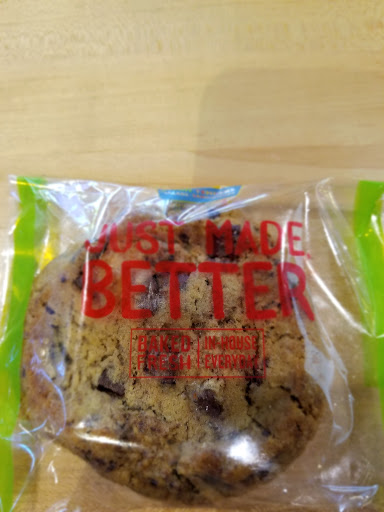 JUST MADE
BETTER
BAKED IN HOUSE
FRESH EVERYDAY